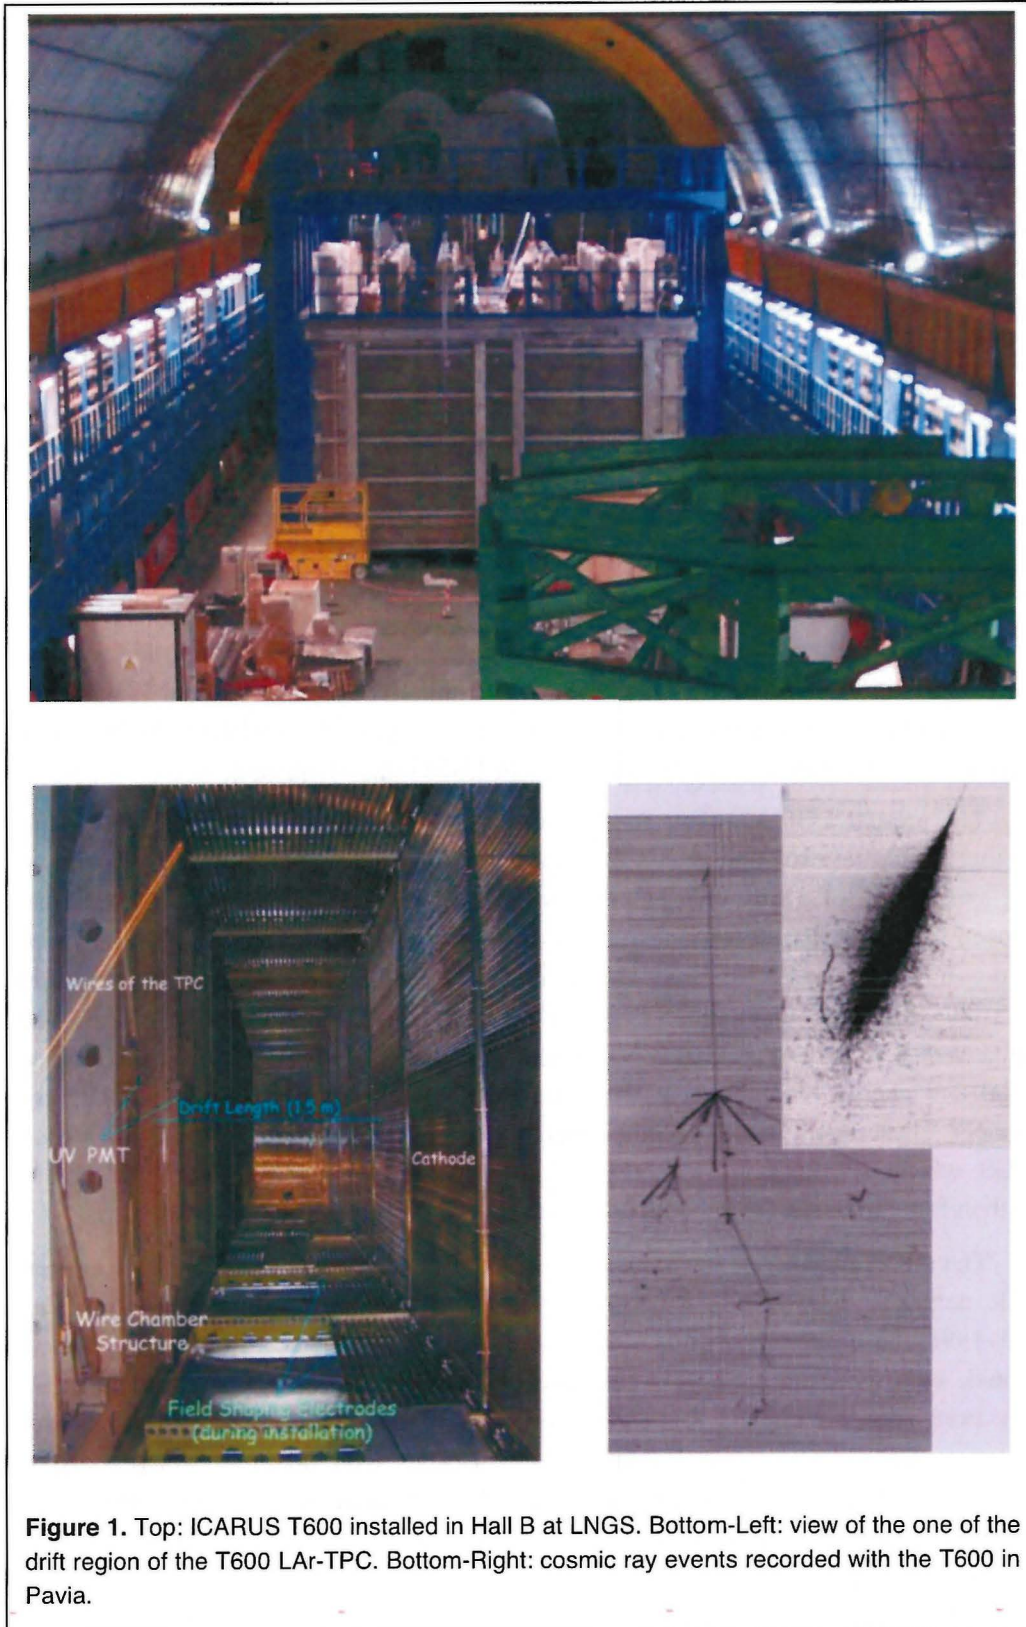 Wires of the TPC
Drift Length (1.5 m)
UV PMT
Cathode
Wire Chamber
Structure
Field Shaping Electrodes
(during installation)
Figure 1. Top: ICARUS T600 installed in Hall B at LNGS. Bottom-Left: view of the one of the
drift region of the T600 LAr-TPC. Bottom-Right: cosmic ray events recorded with the T600 in
Pavia.